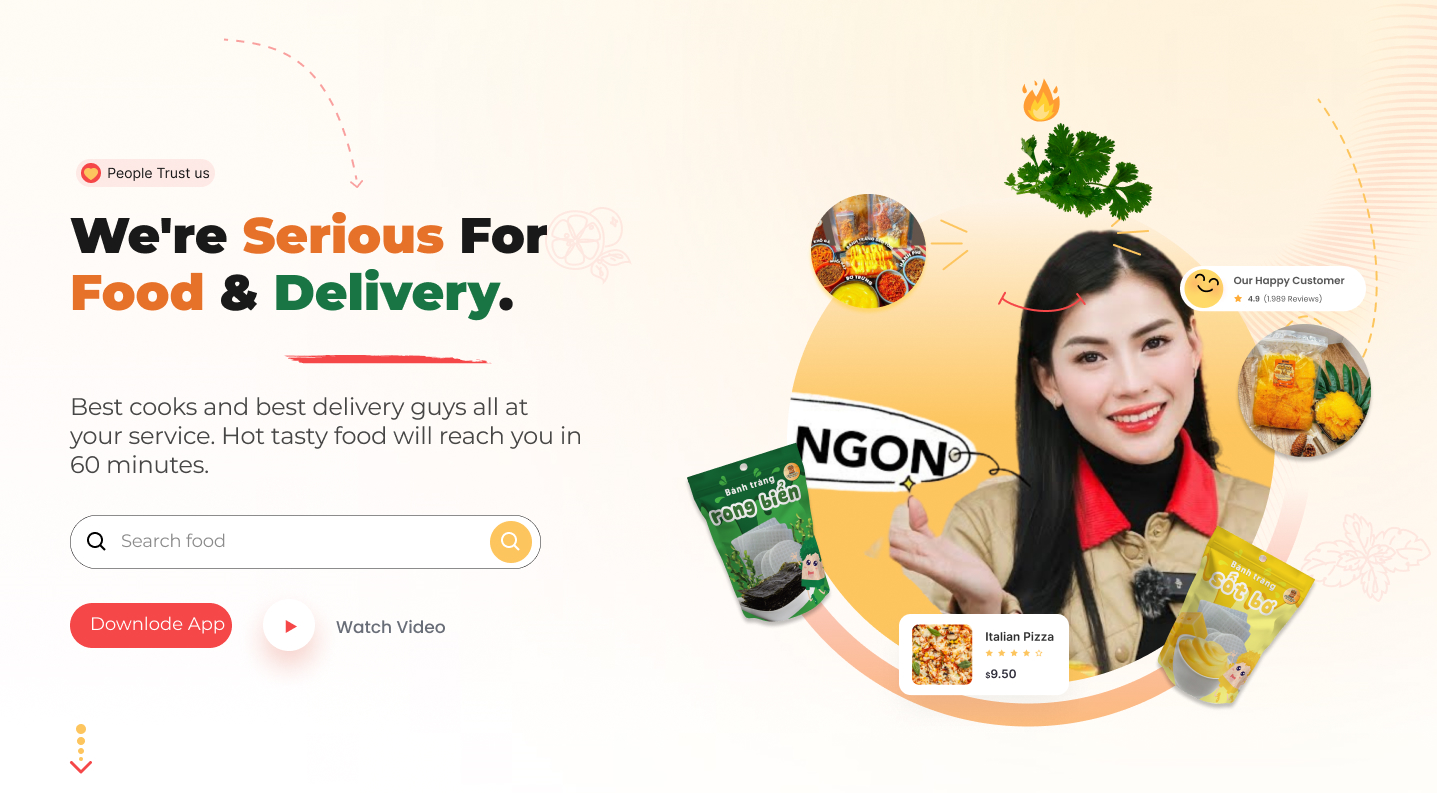 People Trust us
We're Serious For
Food & Delivery.
Best cooks and best delivery guys all at
your service. Hot tasty food will reach you in
60 minutes.
Search food
Downlode App
Watch Video
Our Happy Customer
4.9 (1.989 Reviews)
NGON
Bánh tráng
rong biển
Bánh tráng
sốt bơ
Italian Pizza
$9.50